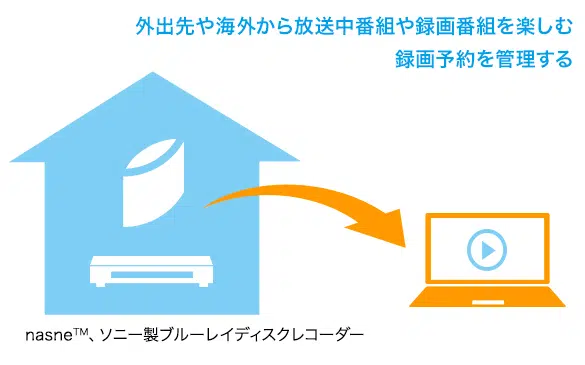 外出先や海外から放送中番組や録画番組を楽しむ
録画予約を管理する
nasne™、ソニー製ブルーレイディスクレコーダー